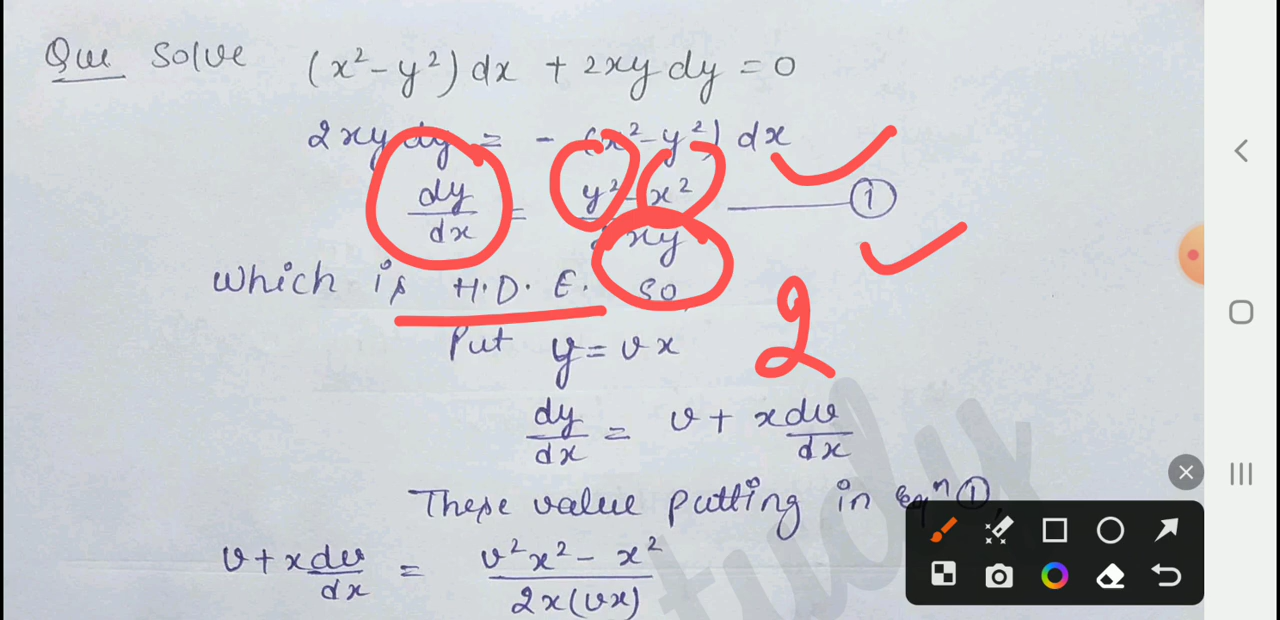 Que Solve (x²-y²) dx + 2xy dy = 0
2xy dy = - (x²-y²) dx
dy/dx = y²-x²/2xy ——— ①
which is H.D.E. so
Put y = vx
2
dy/dx = v + x dv/dx
These value putting in Eqⁿ ①,
v + x dv/dx = v²x² - x²/2x(vx)
tudy